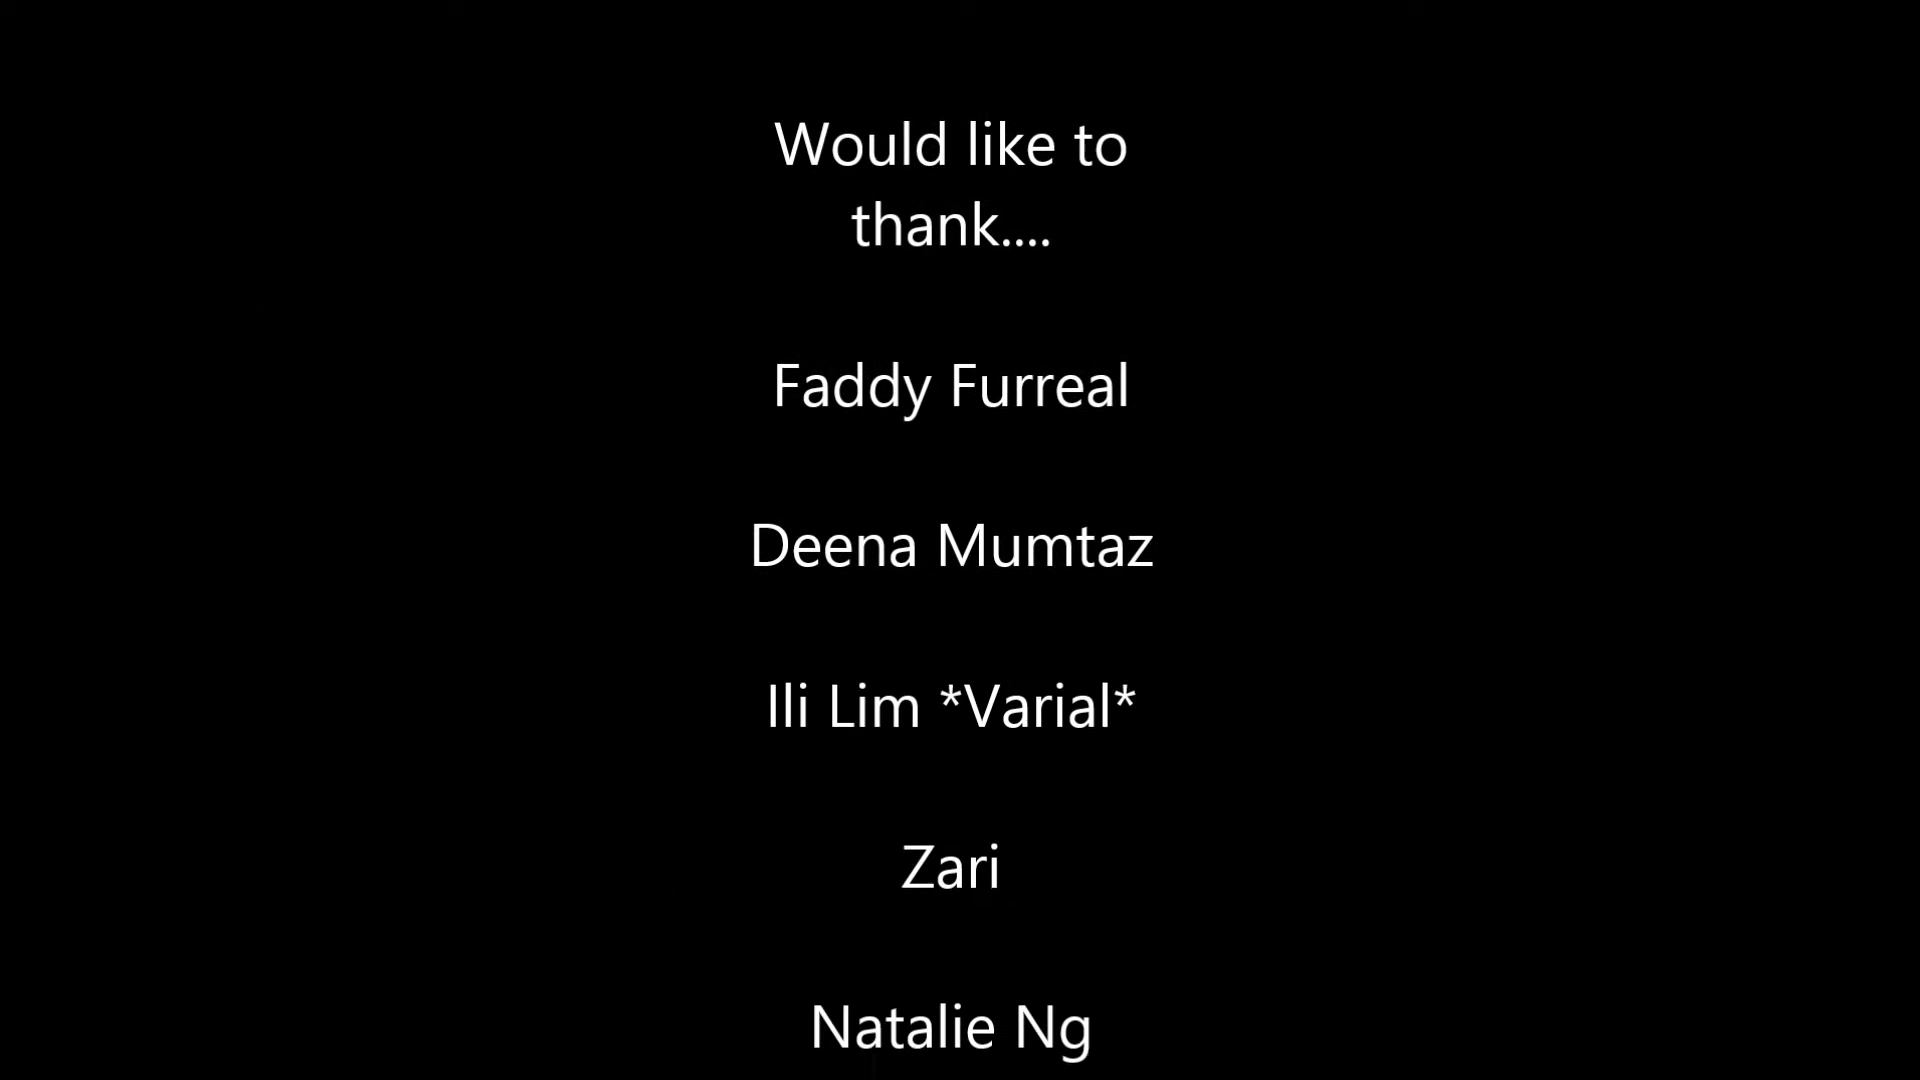 Would like to
thank....
Faddy Furreal
Deena Mumtaz
Ili Lim *Varial*
Zari
Natalie Ng